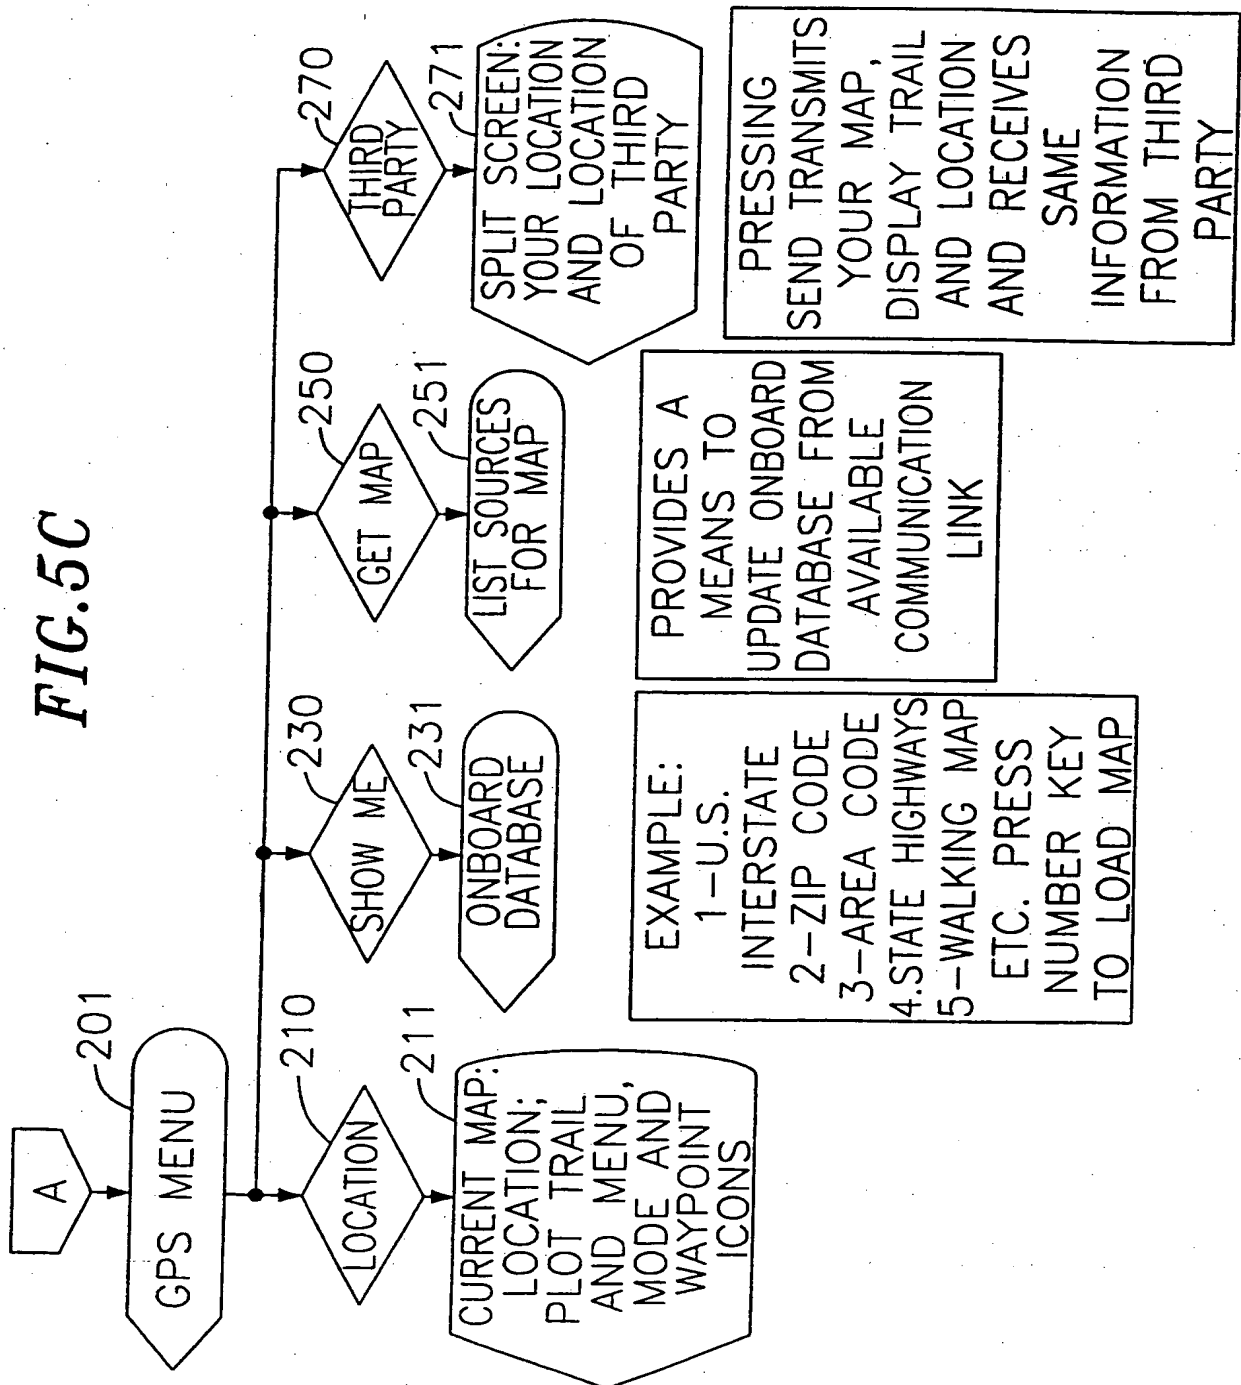 FIG.5C
A
GPS MENU
201
LOCATION
210
CURRENT MAP:
LOCATION;
PLOT TRAIL
AND MENU,
MODE AND
WAYPOINT
ICONS
211
SHOW ME
230
ONBOARD
DATABASE
231
EXAMPLE:
1-U.S.
INTERSTATE
2-ZIP CODE
3-AREA CODE
4.STATE HIGHWAYS
5-WALKING MAP
ETC. PRESS
NUMBER KEY
TO LOAD MAP
GET MAP
250
LIST SOURCES
FOR MAP
251
PROVIDES A
MEANS TO
UPDATE ONBOARD
DATABASE FROM
AVAILABLE
COMMUNICATION
LINK
THIRD
PARTY
270
SPLIT SCREEN:
YOUR LOCATION
AND LOCATION
OF THIRD
PARTY
271
PRESSING
SEND TRANSMITS
YOUR MAP,
DISPLAY TRAIL
AND LOCATION
AND RECEIVES
SAME
INFORMATION
FROM THIRD
PARTY